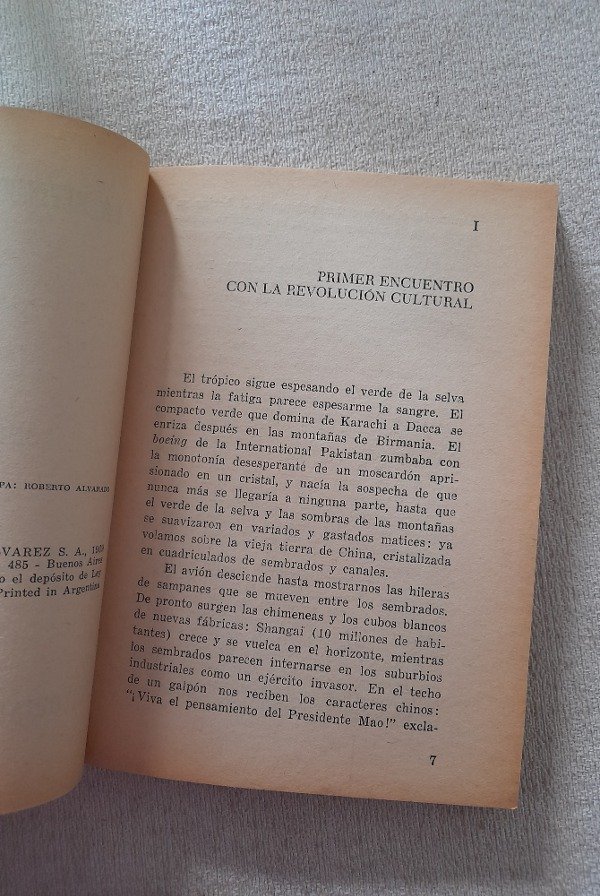 PA: ROBERTO ALVARADO
VAREZ S. A.,
485 - Buenos Aires
o el depósito de Ley
Printed in Argentina
I
PRIMER ENCUENTRO
CON LA REVOLUCIÓN CULTURAL
El trópico sigue espesando el verde de la selva
mientras la fatiga parece espesarme la sangre. El
compacto verde que domina de Karachi a Dacca se
enriza después en las montañas de Birmania. El
boeing de la International Pakistan zumbaba con
la monotonía desesperante de un moscardón apri-
sionado en un cristal, y nacía la sospecha de que
nunca más se llegaría a ninguna parte, hasta que
el verde de la selva y las sombras de las montañas
se suavizaron en variados y gastados matices: ya
volamos sobre la vieja tierra de China, cristalizada
en cuadriculados de sembrados y canales.
El avión desciende hasta mostrarnos las hileras
de sampanes que se mueven entre los sembrados.
De pronto surgen las chimeneas y los cubos blancos
de nuevas fábricas: Shangai (10 millones de habi-
tantes) crece y se vuelca en el horizonte, mientras
los sembrados parecen internarse en los suburbios
industriales como un ejército invasor. En el techo
de un galpón nos reciben los caracteres chinos:
"¡Viva el pensamiento del Presidente Mao!" excla-
7